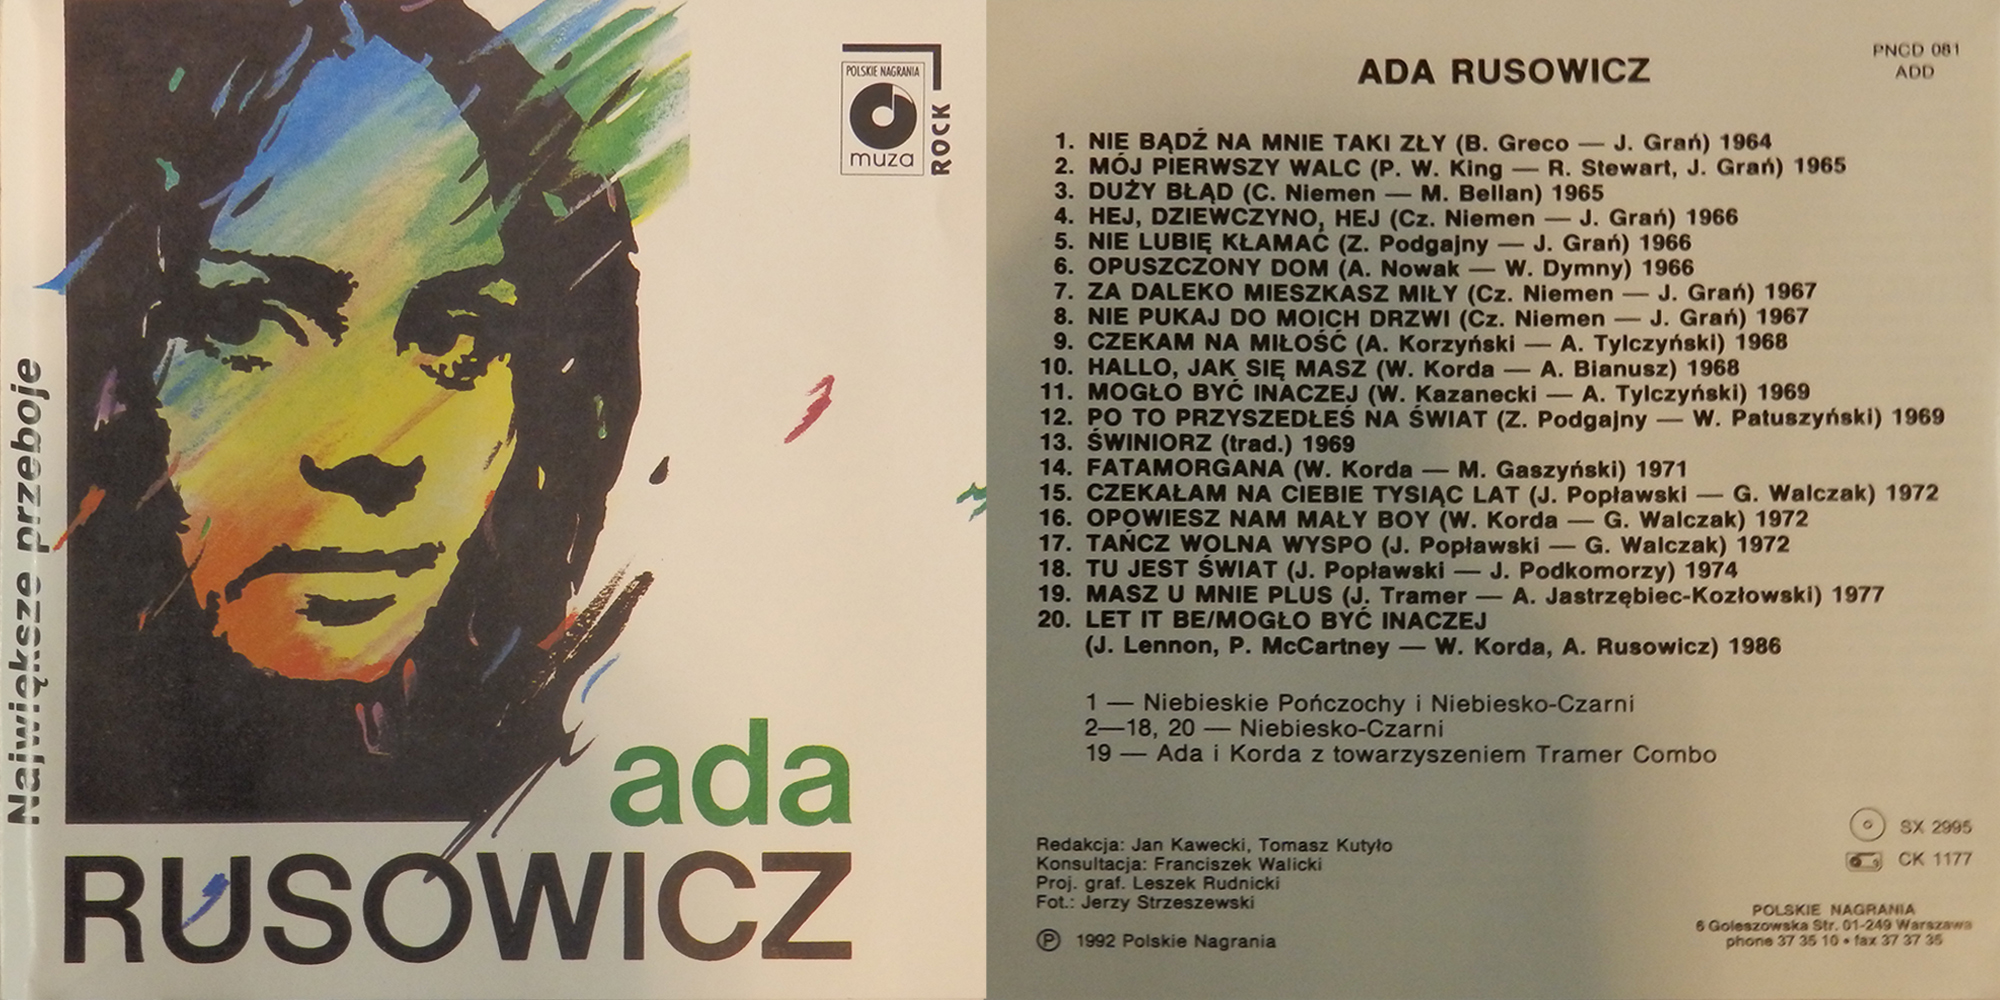 Największe przeboje
POLSKIE NAGRANIA
muza
ROCK
ada
RUSOWICZ
ADA RUSOWICZ
PNCD 081
ADD
1. NIE BĄDŹ NA MNIE TAKI ZŁY (B. Greco — J. Grań) 1964
2. MÓJ PIERWSZY WALC (P. W. King — R. Stewart, J. Grań) 1965
3. DUŻY BŁĄD (C. Niemen — M. Bellan) 1965
4. HEJ, DZIEWCZYNO, HEJ (Cz. Niemen — J. Grań) 1966
5. NIE LUBIĘ KŁAMAĆ (Z. Podgajny — J. Grań) 1966
6. OPUSZCZONY DOM (A. Nowak — W. Dymny) 1966
7. ZA DALEKO MIESZKASZ MIŁY (Cz. Niemen — J. Grań) 1967
8. NIE PUKAJ DO MOICH DRZWI (Cz. Niemen — J. Grań) 1967
9. CZEKAM NA MIŁOŚĆ (A. Korzyński — A. Tylczyński) 1968
10. HALLO, JAK SIĘ MASZ (W. Korda — A. Bianusz) 1968
11. MOGŁO BYĆ INACZEJ (W. Kazanecki — A. Tylczyński) 1969
12. PO TO PRZYSZEDŁEŚ NA ŚWIAT (Z. Podgajny — W. Patuszyński) 1969
13. ŚWINIORZ (trad.) 1969
14. FATAMORGANA (W. Korda — M. Gaszyński) 1971
15. CZEKAŁAM NA CIEBIE TYSIĄC LAT (J. Popławski — G. Walczak) 1972
16. OPOWIESZ NAM MAŁY BOY (W. Korda — G. Walczak) 1972
17. TAŃCZ WOLNA WYSPO (J. Popławski — G. Walczak) 1972
18. TU JEST ŚWIAT (J. Popławski — J. Podkomorzy) 1974
19. MASZ U MNIE PLUS (J. Tramer — A. Jastrzębiec-Kozłowski) 1977
20. LET IT BE/MOGŁO BYĆ INACZEJ
(J. Lennon, P. McCartney — W. Korda, A. Rusowicz) 1986
1 — Niebieskie Pończochy i Niebiesko-Czarni
2—18, 20 — Niebiesko-Czarni
19 — Ada i Korda z towarzyszeniem Tramer Combo
Redakcja: Jan Kawecki, Tomasz Kutyło
Konsultacja: Franciszek Walicki
Proj. graf. Leszek Rudnicki
Fot.: Jerzy Strzeszewski
Ⓟ 1992 Polskie Nagrania
SX 2995
CK 1177
POLSKIE NAGRANIA
6 Goleszowska Str. 01-249 Warszawa
phone 37 35 10 • fax 37 37 35